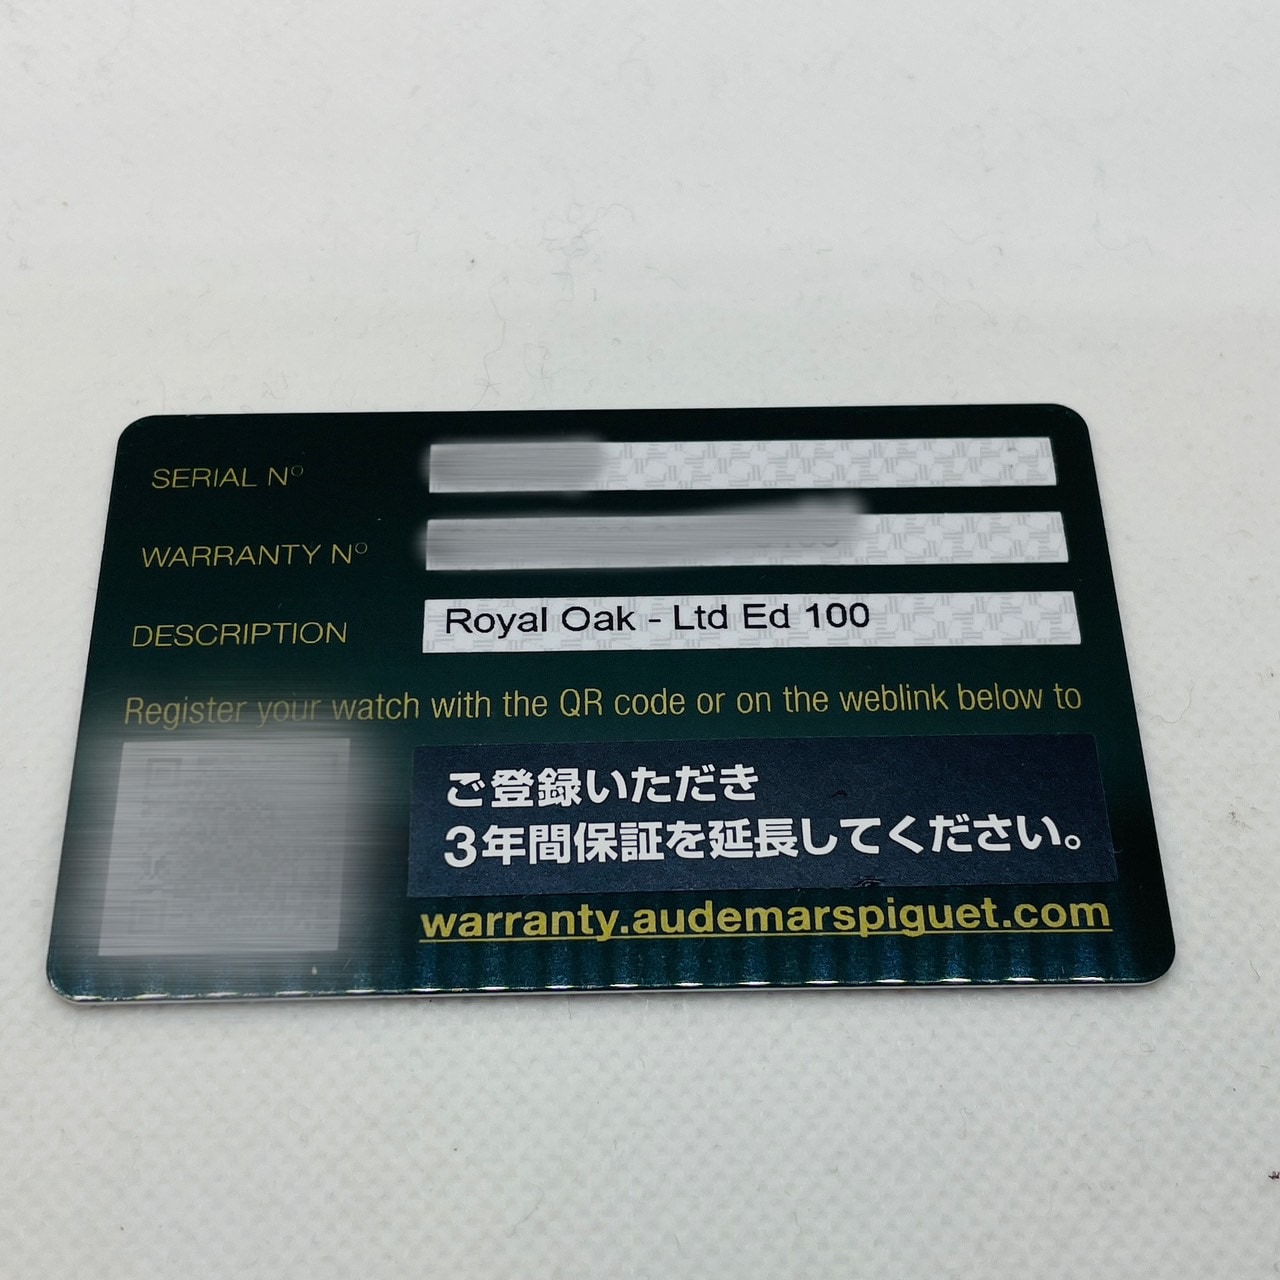 SERIAL Nº
WARRANTY Nº
DESCRIPTION Royal Oak - Ltd Ed 100
Register your watch with the QR code or on the weblink below to
ご登録いただき
3年間保証を延長してください。
warranty.audemarspiguet.com